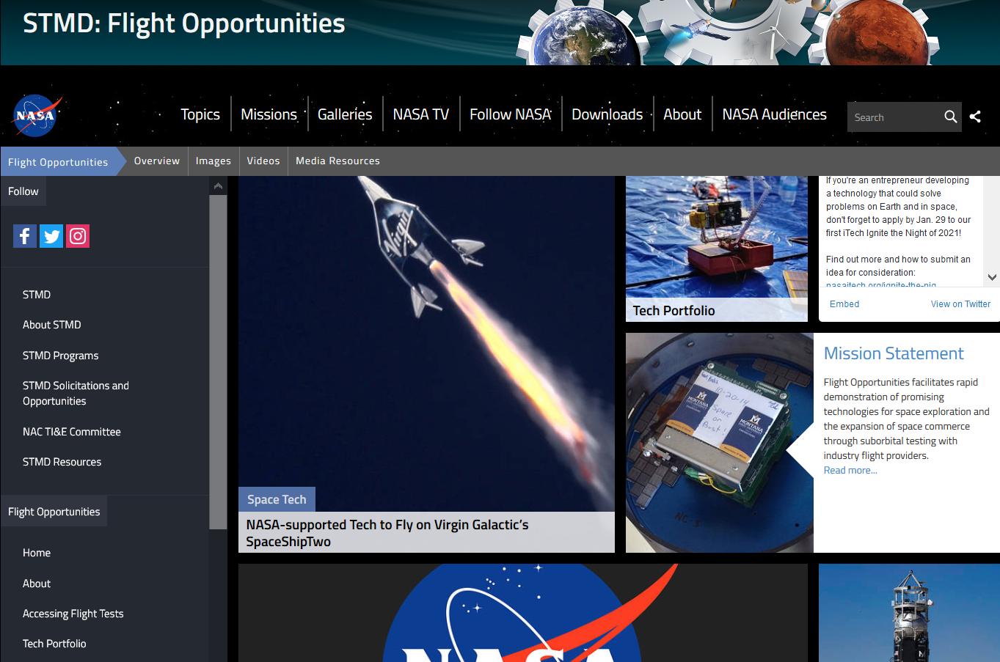 STMD: Flight Opportunities
NASA
Topics
Missions
Galleries
NASA TV
Follow NASA
Downloads
About
NASA Audiences
Search
Flight Opportunities
Overview
Images
Videos
Media Resources
Follow
STMD
About STMD
STMD Programs
STMD Solicitations and
Opportunities
NAC TI&E Committee
STMD Resources
Flight Opportunities
Home
About
Accessing Flight Tests
Tech Portfolio
Virgin
Space Tech
NASA-supported Tech to Fly on Virgin Galactic's
SpaceShipTwo
Tech Portfolio
If you're an entrepreneur developing
a technology that could solve
problems on Earth and in space,
don't forget to apply by Jan. 29 to our
first iTech Ignite the Night of 2021!
Find out more and how to submit an
idea for consideration:
nasaitech.org/ignite-the-nig
Embed
View on Twitter
10-20-14
Space
or
Bust!
M
MONTANA
M
MONTANA
NC-3
Mission Statement
Flight Opportunities facilitates rapid
demonstration of promising
technologies for space exploration and
the expansion of space commerce
through suborbital testing with
industry flight providers.
Read more...
NASA